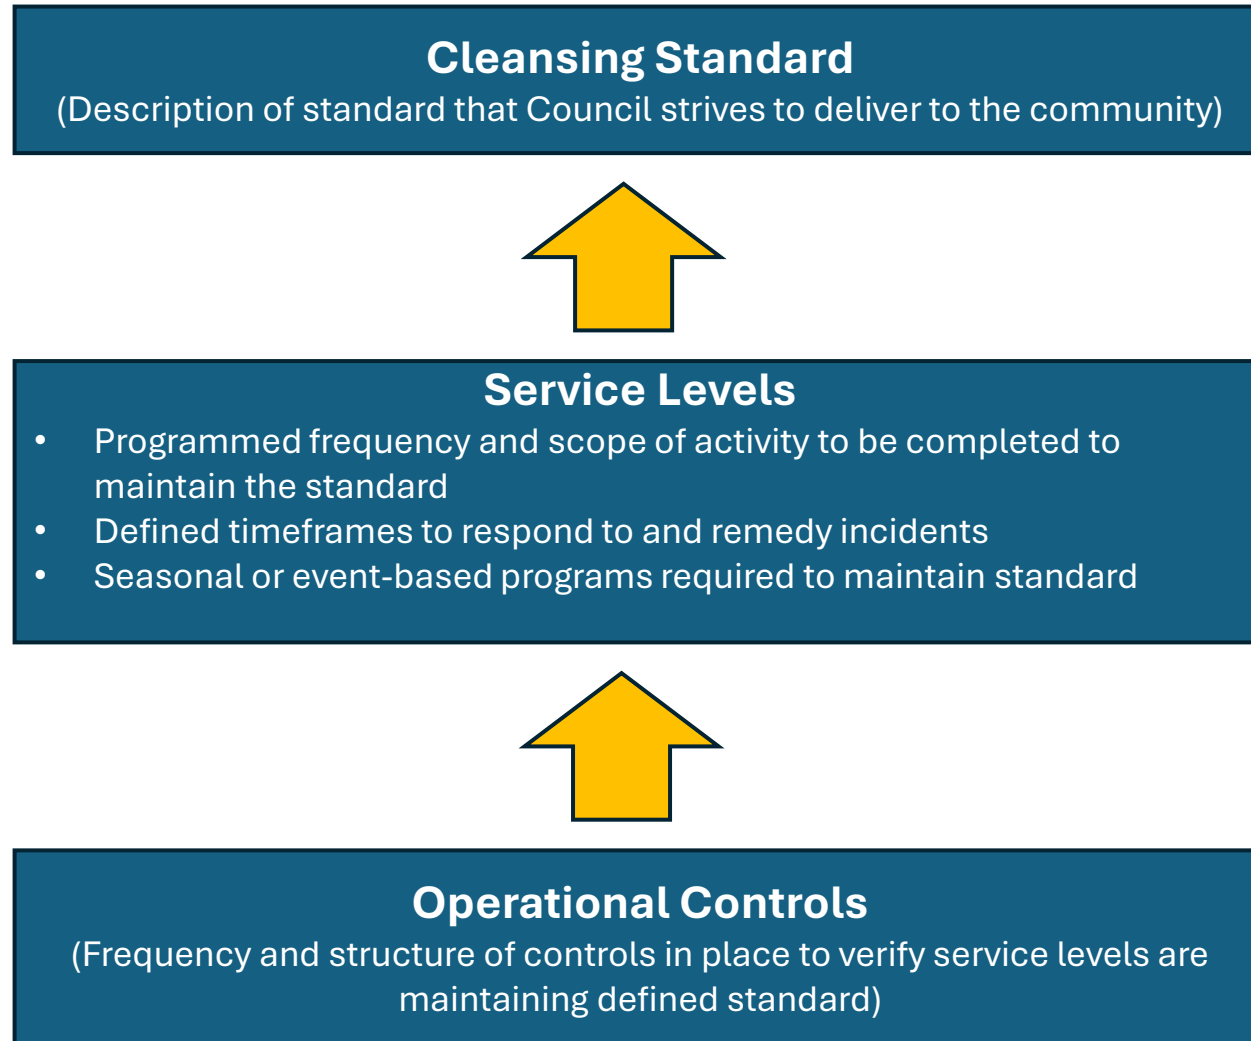 Cleansing Standard
(Description of standard that Council strives to deliver to the community)
Service Levels
• Programmed frequency and scope of activity to be completed to
maintain the standard
• Defined timeframes to respond to and remedy incidents
• Seasonal or event-based programs required to maintain standard
Operational Controls
(Frequency and structure of controls in place to verify service levels are
maintaining defined standard)